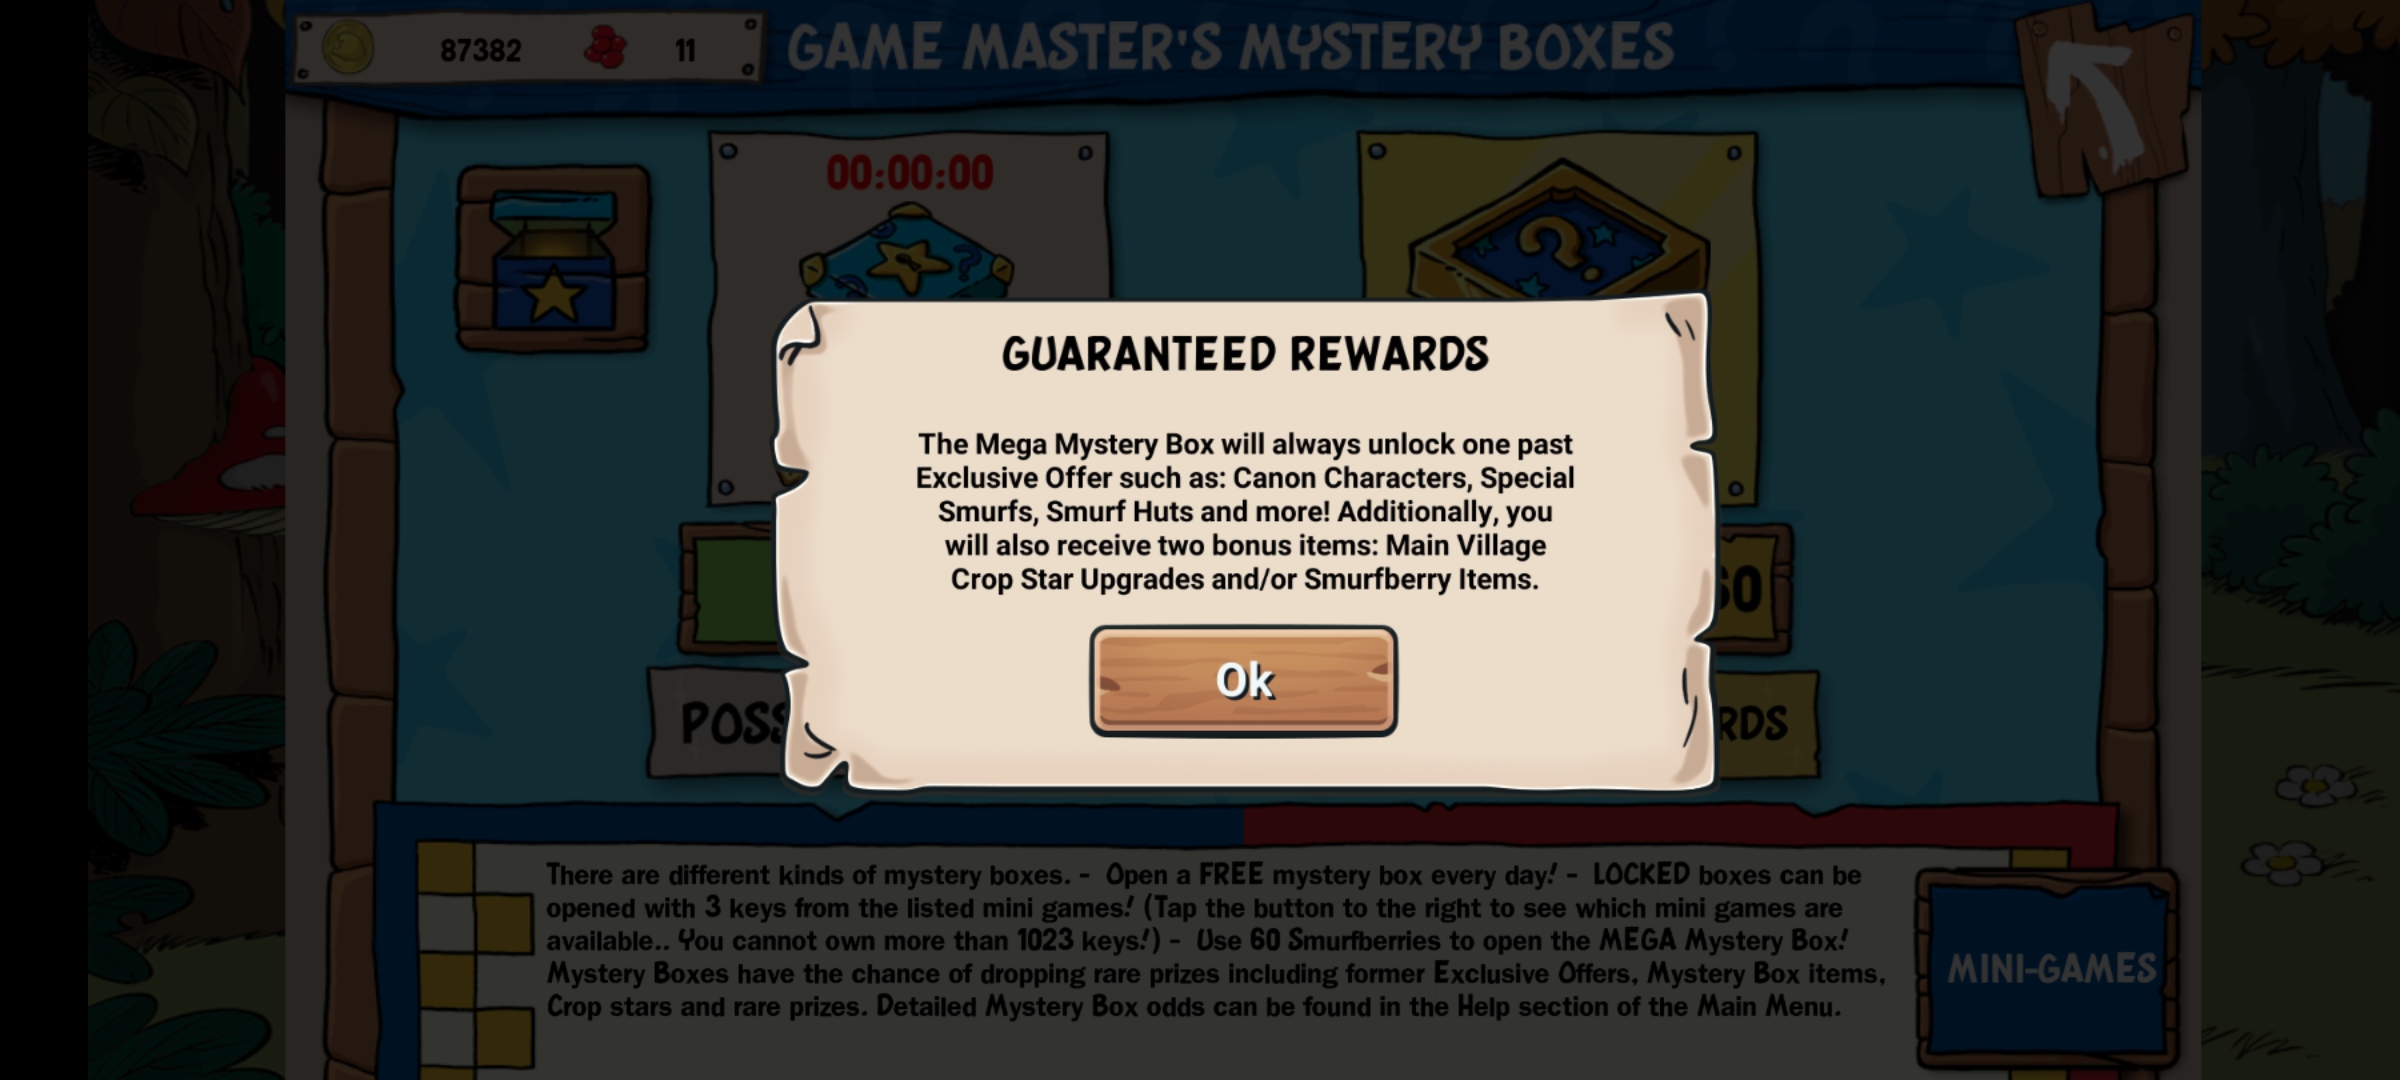 87382
11
GAME MASTER'S MYSTERY BOXES
00:00:00
GUARANTEED REWARDS
The Mega Mystery Box will always unlock one past
Exclusive Offer such as: Canon Characters, Special
Smurfs, Smurf Huts and more! Additionally, you
will also receive two bonus items: Main Village
Crop Star Upgrades and/or Smurfberry Items.
Ok
There are different kinds of mystery boxes. - Open a FREE mystery box every day! - LOCKED boxes can be
opened with 3 keys from the listed mini games! (Tap the button to the right to see which mini games are
available.. You cannot own more than 1023 keys!) - Use 60 Smurfberries to open the MEGA Mystery Box!
Mystery Boxes have the chance of dropping rare prizes including former Exclusive Offers, Mystery Box items,
Crop stars and rare prizes. Detailed Mystery Box odds can be found in the Help section of the Main Menu.
MINI-GAMES